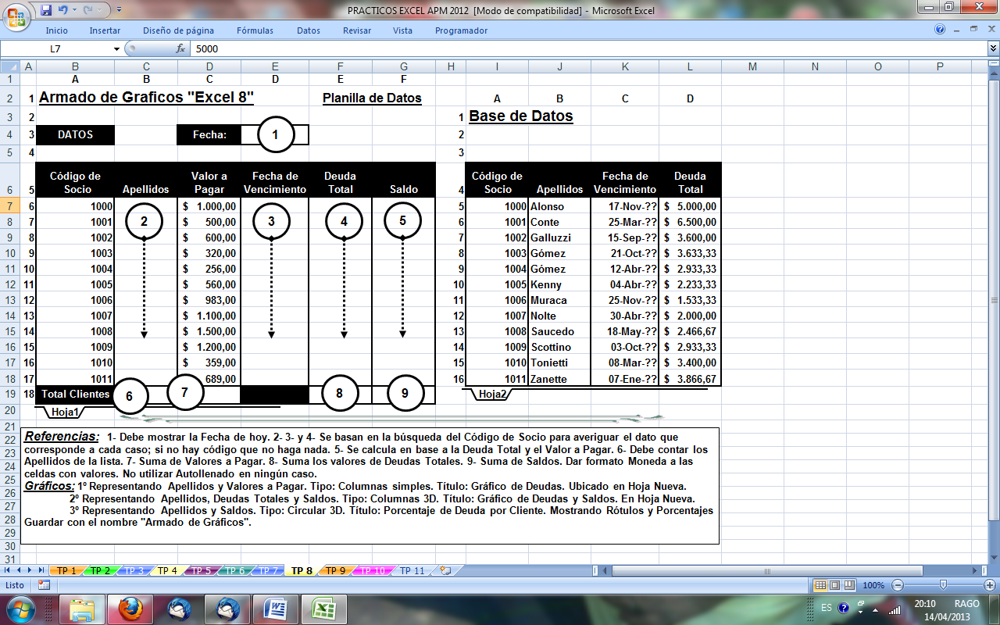 PRACTICOS EXCEL APM 2012 [Modo de compatibilidad] - Microsoft Excel
Inicio Insertar Diseño de página Fórmulas Datos Revisar Vista Programador
L7 fx 5000
A B C D E F G H I J K L M N O P
1 A B C D E F
2 1 Armado de Graficos "Excel 8" Planilla de Datos A B C D
3 2 1 Base de Datos
4 3 DATOS Fecha: 1 2
5 4 3
6 5 Código de Socio Apellidos Valor a Pagar Fecha de Vencimiento Deuda Total Saldo 4 Código de Socio Apellidos Fecha de Vencimiento Deuda Total
7 6 1000 $ 1.000,00 5 1000 Alonso 17-Nov-?? $ 5.000,00
8 7 1001 2 $ 500,00 3 4 5 6 1001 Conte 25-Mar-?? $ 6.500,00
9 8 1002 $ 600,00 7 1002 Galluzzi 15-Sep-?? $ 3.600,00
10 9 1003 $ 320,00 8 1003 Gómez 21-Oct-?? $ 3.633,33
11 10 1004 $ 256,00 9 1004 Gómez 12-Abr-?? $ 2.933,33
12 11 1005 $ 560,00 10 1005 Kenny 04-Abr-?? $ 2.233,33
13 12 1006 $ 983,00 11 1006 Muraca 25-Nov-?? $ 1.533,33
14 13 1007 $ 1.100,00 12 1007 Nolte 30-Abr-?? $ 2.000,00
15 14 1008 $ 1.500,00 13 1008 Saucedo 18-May-?? $ 2.466,67
16 15 1009 $ 1.200,00 14 1009 Scottino 03-Oct-?? $ 2.933,33
17 16 1010 $ 359,00 15 1010 Tonietti 08-Mar-?? $ 3.400,00
18 17 1011 689,00 16 1011 Zanette 07-Ene-?? $ 3.866,67
19 18 Total Clientes 6 7 8 9 Hoja2
20 Hoja1
21
22 Referencias: 1- Debe mostrar la Fecha de hoy. 2- 3- y 4- Se basan en la búsqueda del Código de Socio para averiguar el dato que
23 corresponde a cada caso; si no hay código que no haga nada. 5- Se calcula en base a la Deuda Total y el Valor a Pagar. 6- Debe contar los
24 Apellidos de la lista. 7- Suma de Valores a Pagar. 8- Suma los valores de Deudas Totales. 9- Suma de Saldos. Dar formato Moneda a las
25 celdas con valores. No utilizar Autollenado en ningún caso.
26 Gráficos: 1º Representando Apellidos y Valores a Pagar. Tipo: Columnas simples. Título: Gráfico de Deudas. Ubicado en Hoja Nueva.
27 2º Representando Apellidos, Deudas Totales y Saldos. Tipo: Columnas 3D. Título: Gráfico de Deudas y Saldos. En Hoja Nueva.
28 3º Representando Apellidos y Saldos. Tipo: Circular 3D. Título: Porcentaje de Deuda por Cliente. Mostrando Rótulos y Porcentajes
29 Guardar con el nombre "Armado de Gráficos".
30
31
TP 1 TP 2 TP 3 TP 4 TP 5 TP 6 TP 7 TP 8 TP 9 TP 10 TP 11
Listo 100%
ES 20:10 RAGO
14/04/2013